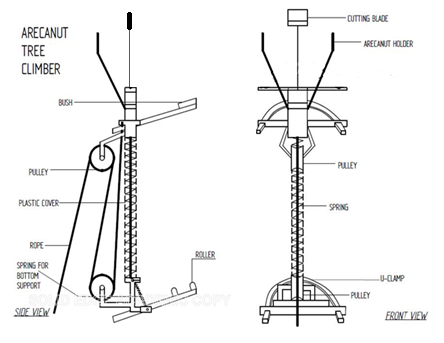 ARECANUT
TREE
CLIMBER
CUTTING BLADE
ARECANUT HOLDER
BUSH
PULLEY
PULLEY
PLASTIC COVER
SPRING
ROPE
ROLLER
SPRING FOR
BOTTOM
SUPPORT
U-CLAMP
PULLEY
COPY
SIDE VIEW
FRONT VIEW